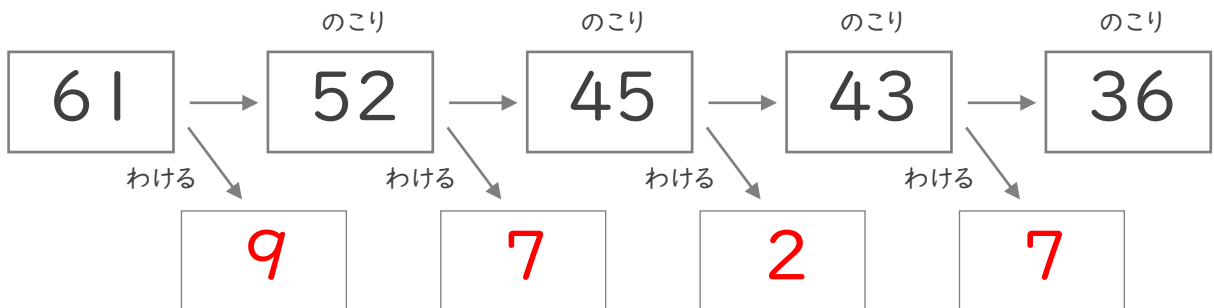 のこり のこり のこり のこり
61 52 45 43 36
わける わける わける わける
9 7 2 7